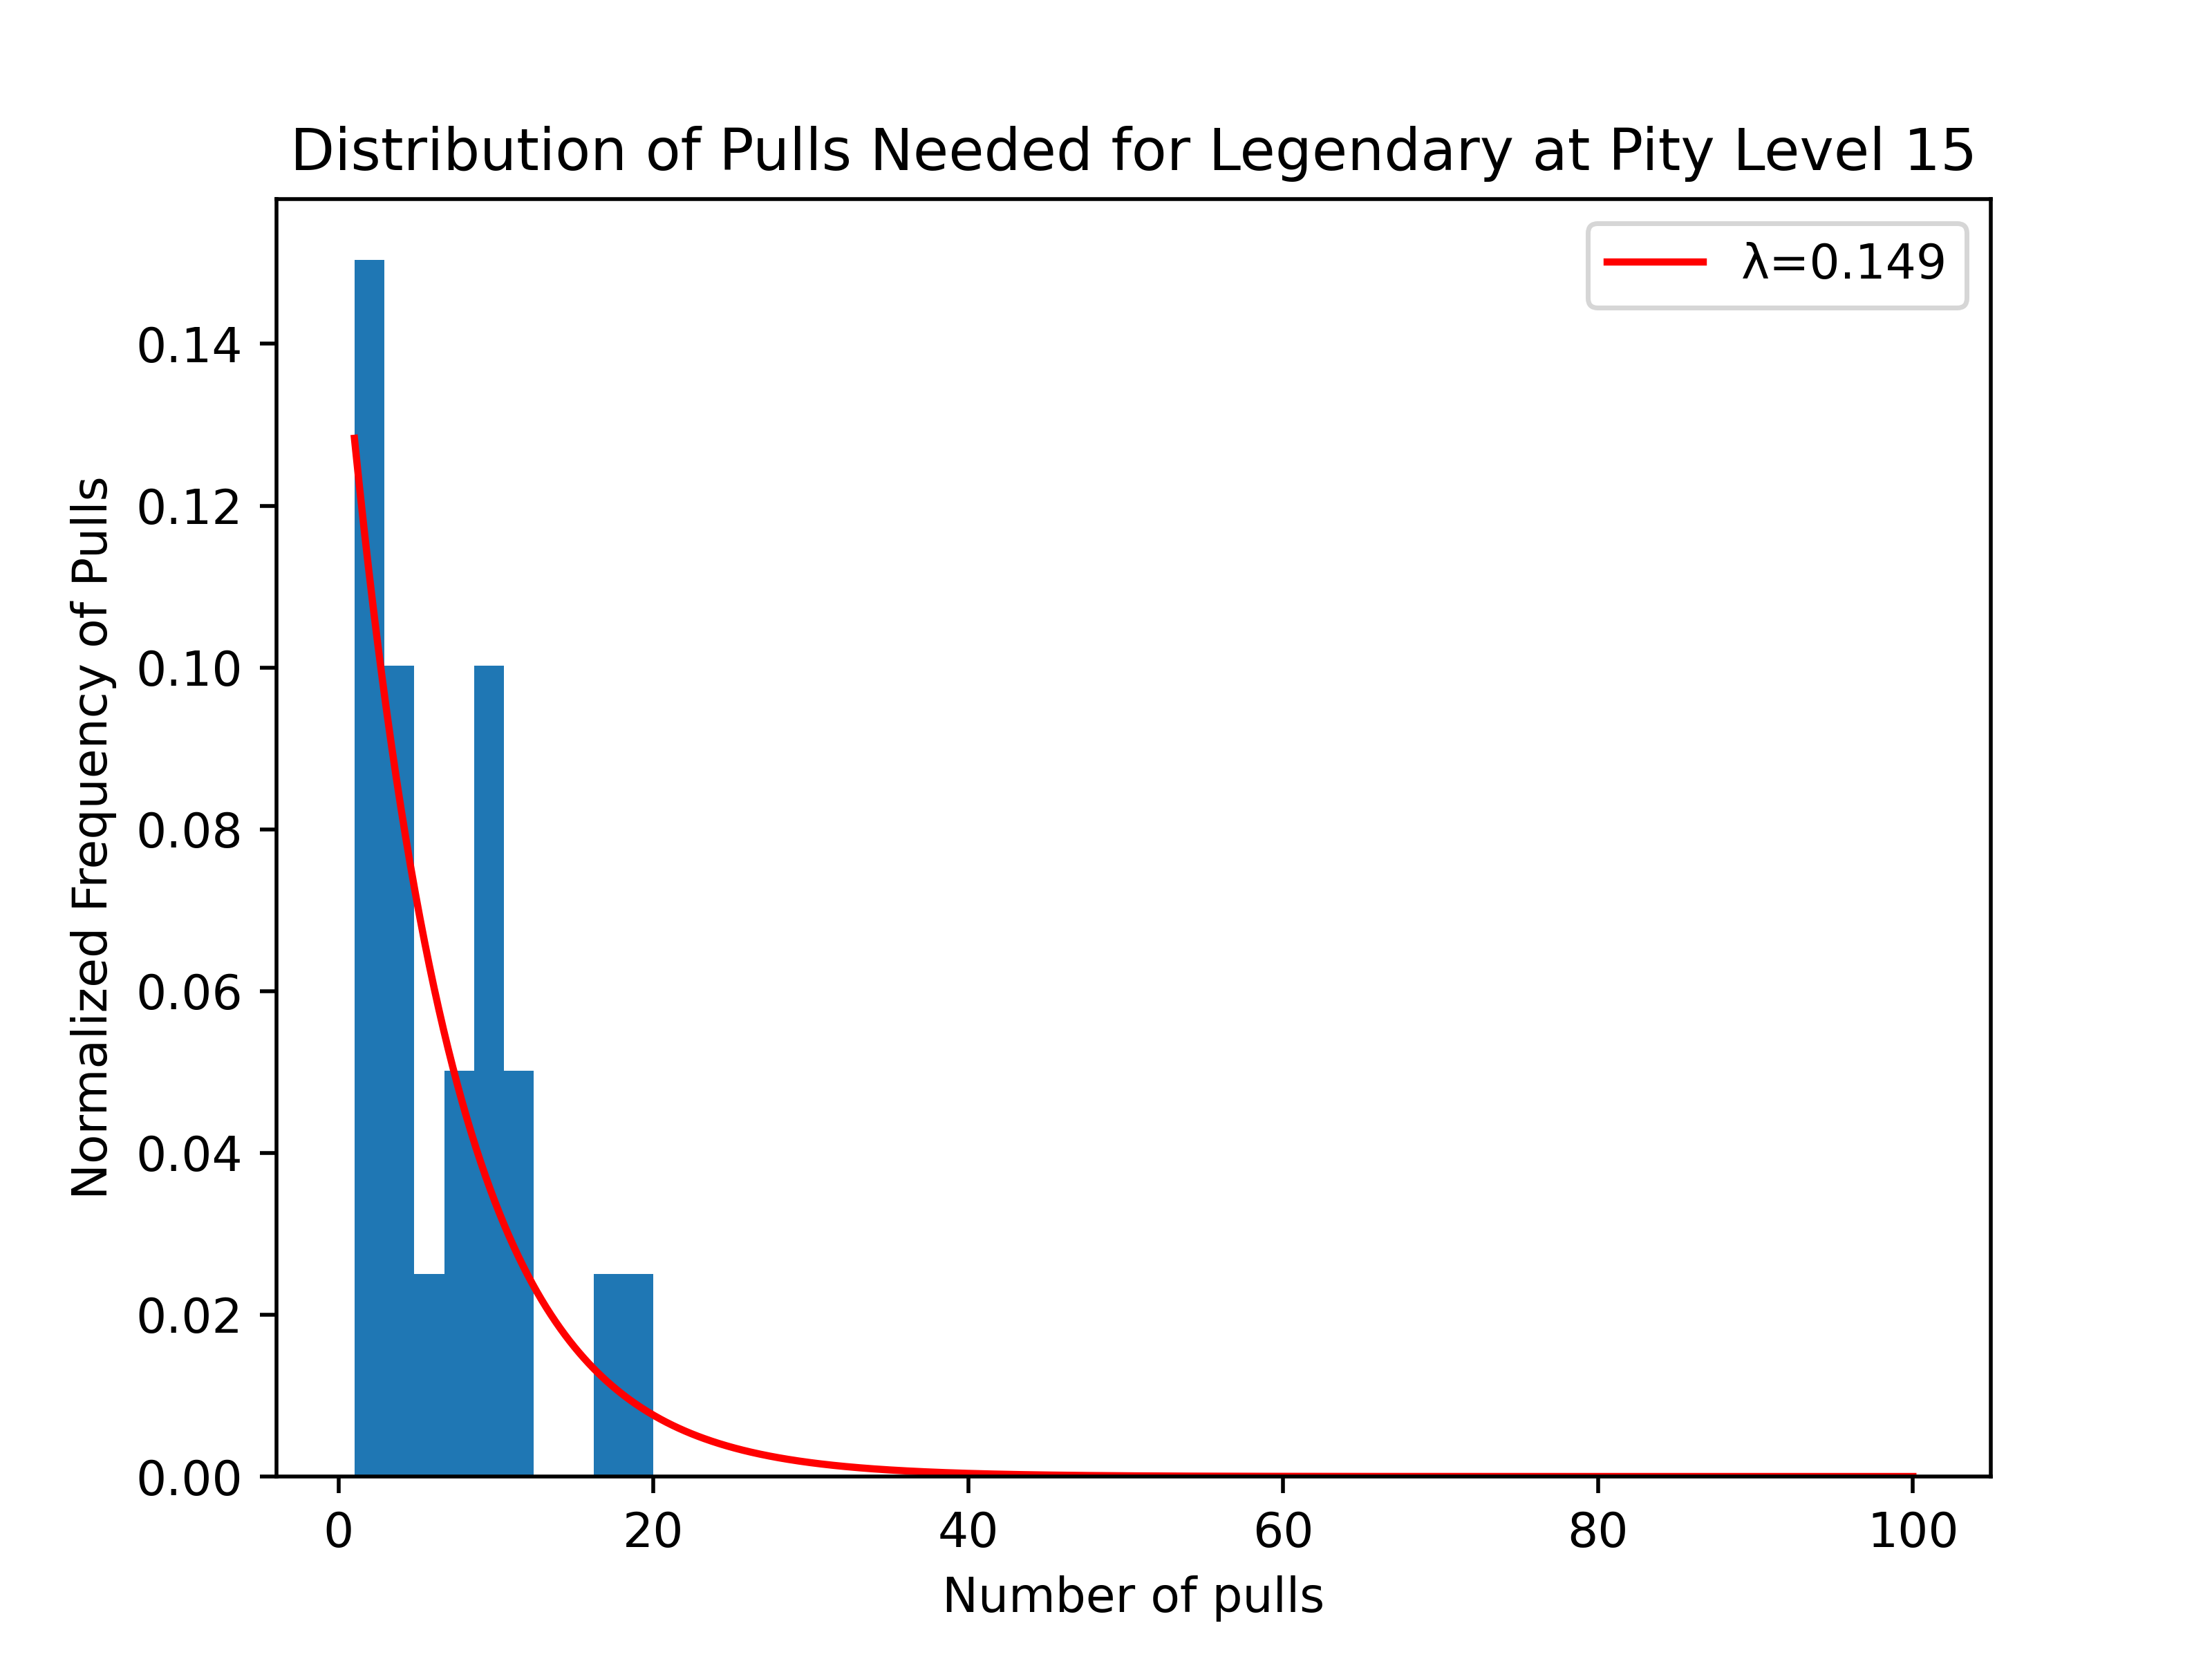 Distribution of Pulls Needed for Legendary at Pity Level 15
λ=0.149
Normalized Frequency of Pulls
0.14
0.12
0.10
0.08
0.06
0.04
0.02
0.00
0 20 40 60 80 100
Number of pulls